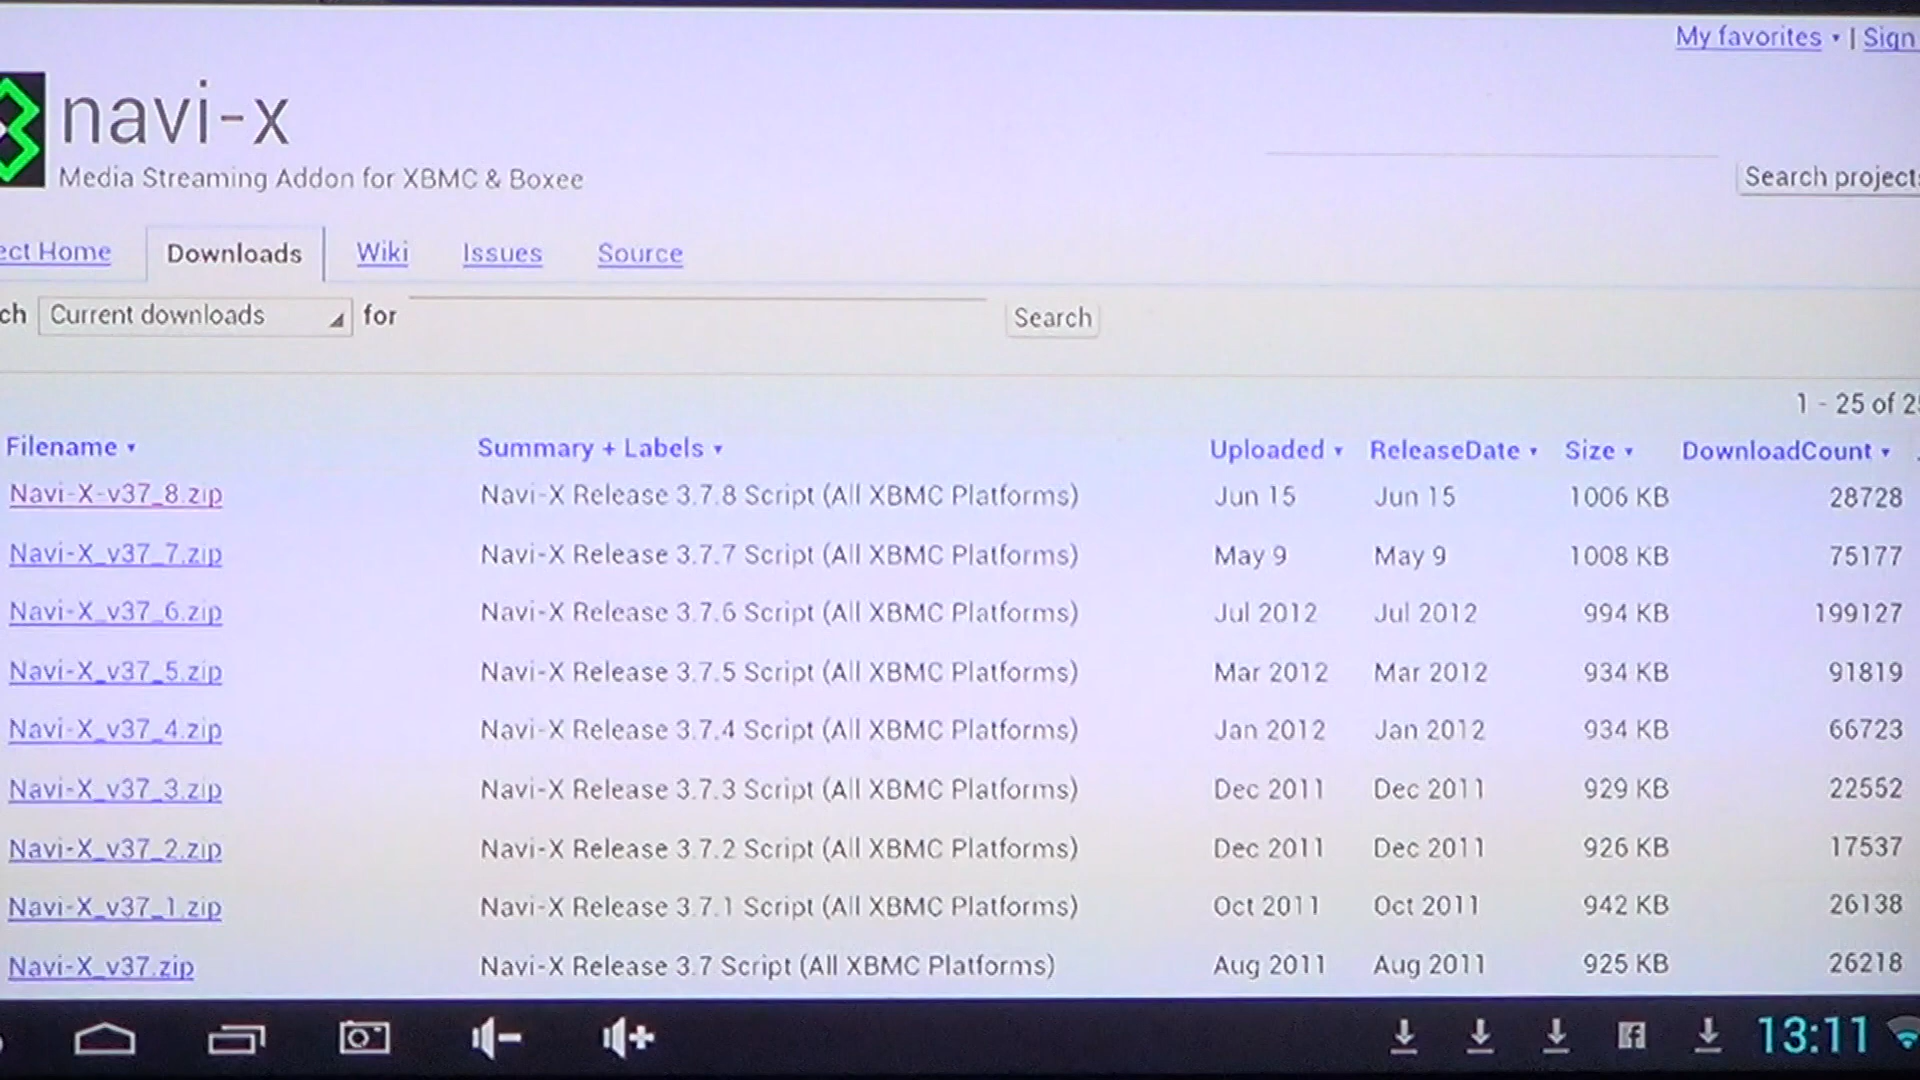 My favorites ▾ | Sign
navi-x
Media Streaming Addon for XBMC & Boxee
Search projects
ect Home Downloads Wiki Issues Source
ch Current downloads for Search
1 - 25 of 25
Filename ▾ Summary + Labels ▾ Uploaded ▾ ReleaseDate ▾ Size ▾ DownloadCount ▾
Navi-X-v37_8.zip Navi-X Release 3.7.8 Script (All XBMC Platforms) Jun 15 Jun 15 1006 KB 28728
Navi-X_v37_7.zip Navi-X Release 3.7.7 Script (All XBMC Platforms) May 9 May 9 1008 KB 75177
Navi-X_v37_6.zip Navi-X Release 3.7.6 Script (All XBMC Platforms) Jul 2012 Jul 2012 994 KB 199127
Navi-X_v37_5.zip Navi-X Release 3.7.5 Script (All XBMC Platforms) Mar 2012 Mar 2012 934 KB 91819
Navi-X_v37_4.zip Navi-X Release 3.7.4 Script (All XBMC Platforms) Jan 2012 Jan 2012 934 KB 66723
Navi-X_v37_3.zip Navi-X Release 3.7.3 Script (All XBMC Platforms) Dec 2011 Dec 2011 929 KB 22552
Navi-X_v37_2.zip Navi-X Release 3.7.2 Script (All XBMC Platforms) Dec 2011 Dec 2011 926 KB 17537
Navi-X_v37_1.zip Navi-X Release 3.7.1 Script (All XBMC Platforms) Oct 2011 Oct 2011 942 KB 26138
Navi-X_v37.zip Navi-X Release 3.7 Script (All XBMC Platforms) Aug 2011 Aug 2011 925 KB 26218
13:11